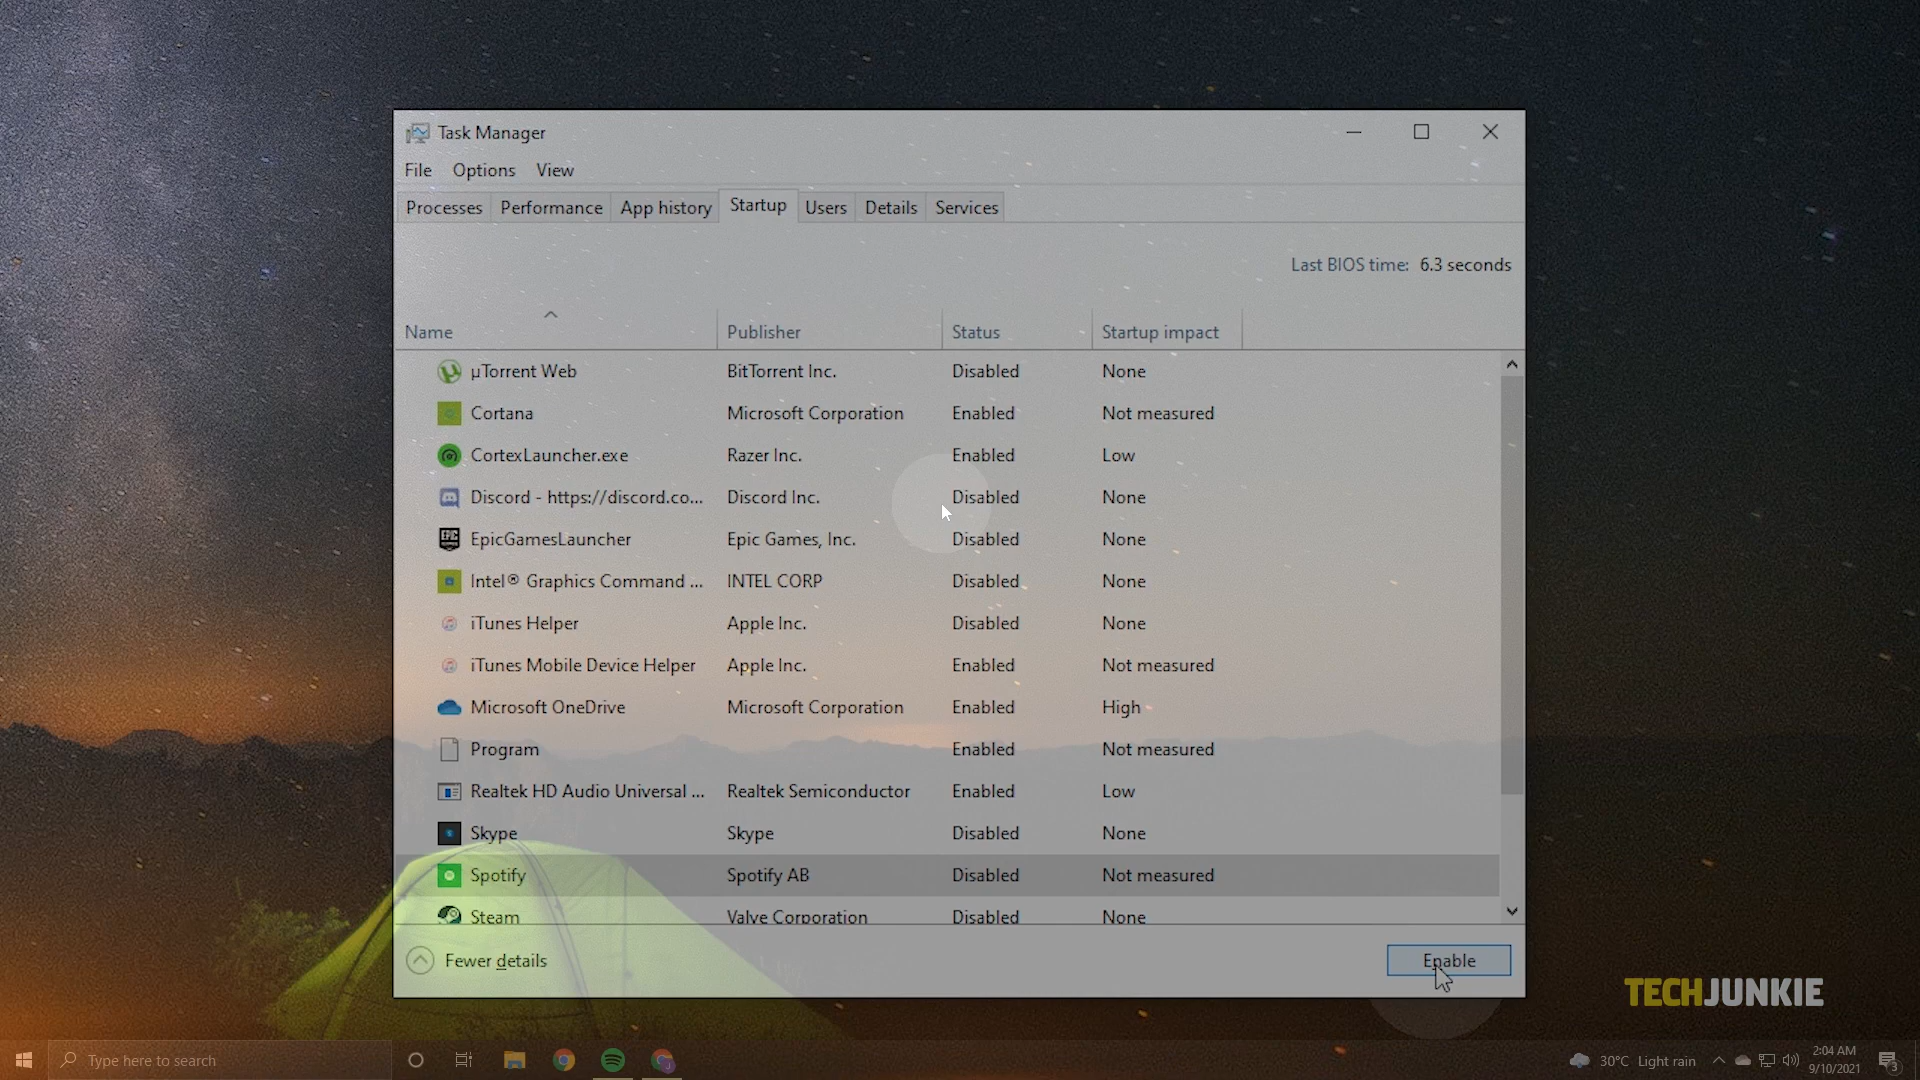 Task Manager
File Options View
Processes Performance App history Startup Users Details Services
Last BIOS time: 6.3 seconds
Name Publisher Status Startup impact
µTorrent Web BitTorrent Inc. Disabled None
Cortana Microsoft Corporation Enabled Not measured
CortexLauncher.exe Razer Inc. Enabled Low
Discord - https://discord.co... Discord Inc. Disabled None
EpicGamesLauncher Epic Games, Inc. Disabled None
Intel® Graphics Command ... INTEL CORP Disabled None
iTunes Helper Apple Inc. Disabled None
iTunes Mobile Device Helper Apple Inc. Enabled Not measured
Microsoft OneDrive Microsoft Corporation Enabled High
Program Enabled Not measured
Realtek HD Audio Universal ... Realtek Semiconductor Enabled Low
Skype Skype Disabled None
Spotify Spotify AB Disabled Not measured
Steam Valve Corporation Disabled None
Fewer details Enable
TECHJUNKIE
Type here to search 30°C Light rain 2:04 AM
9/10/2021 3